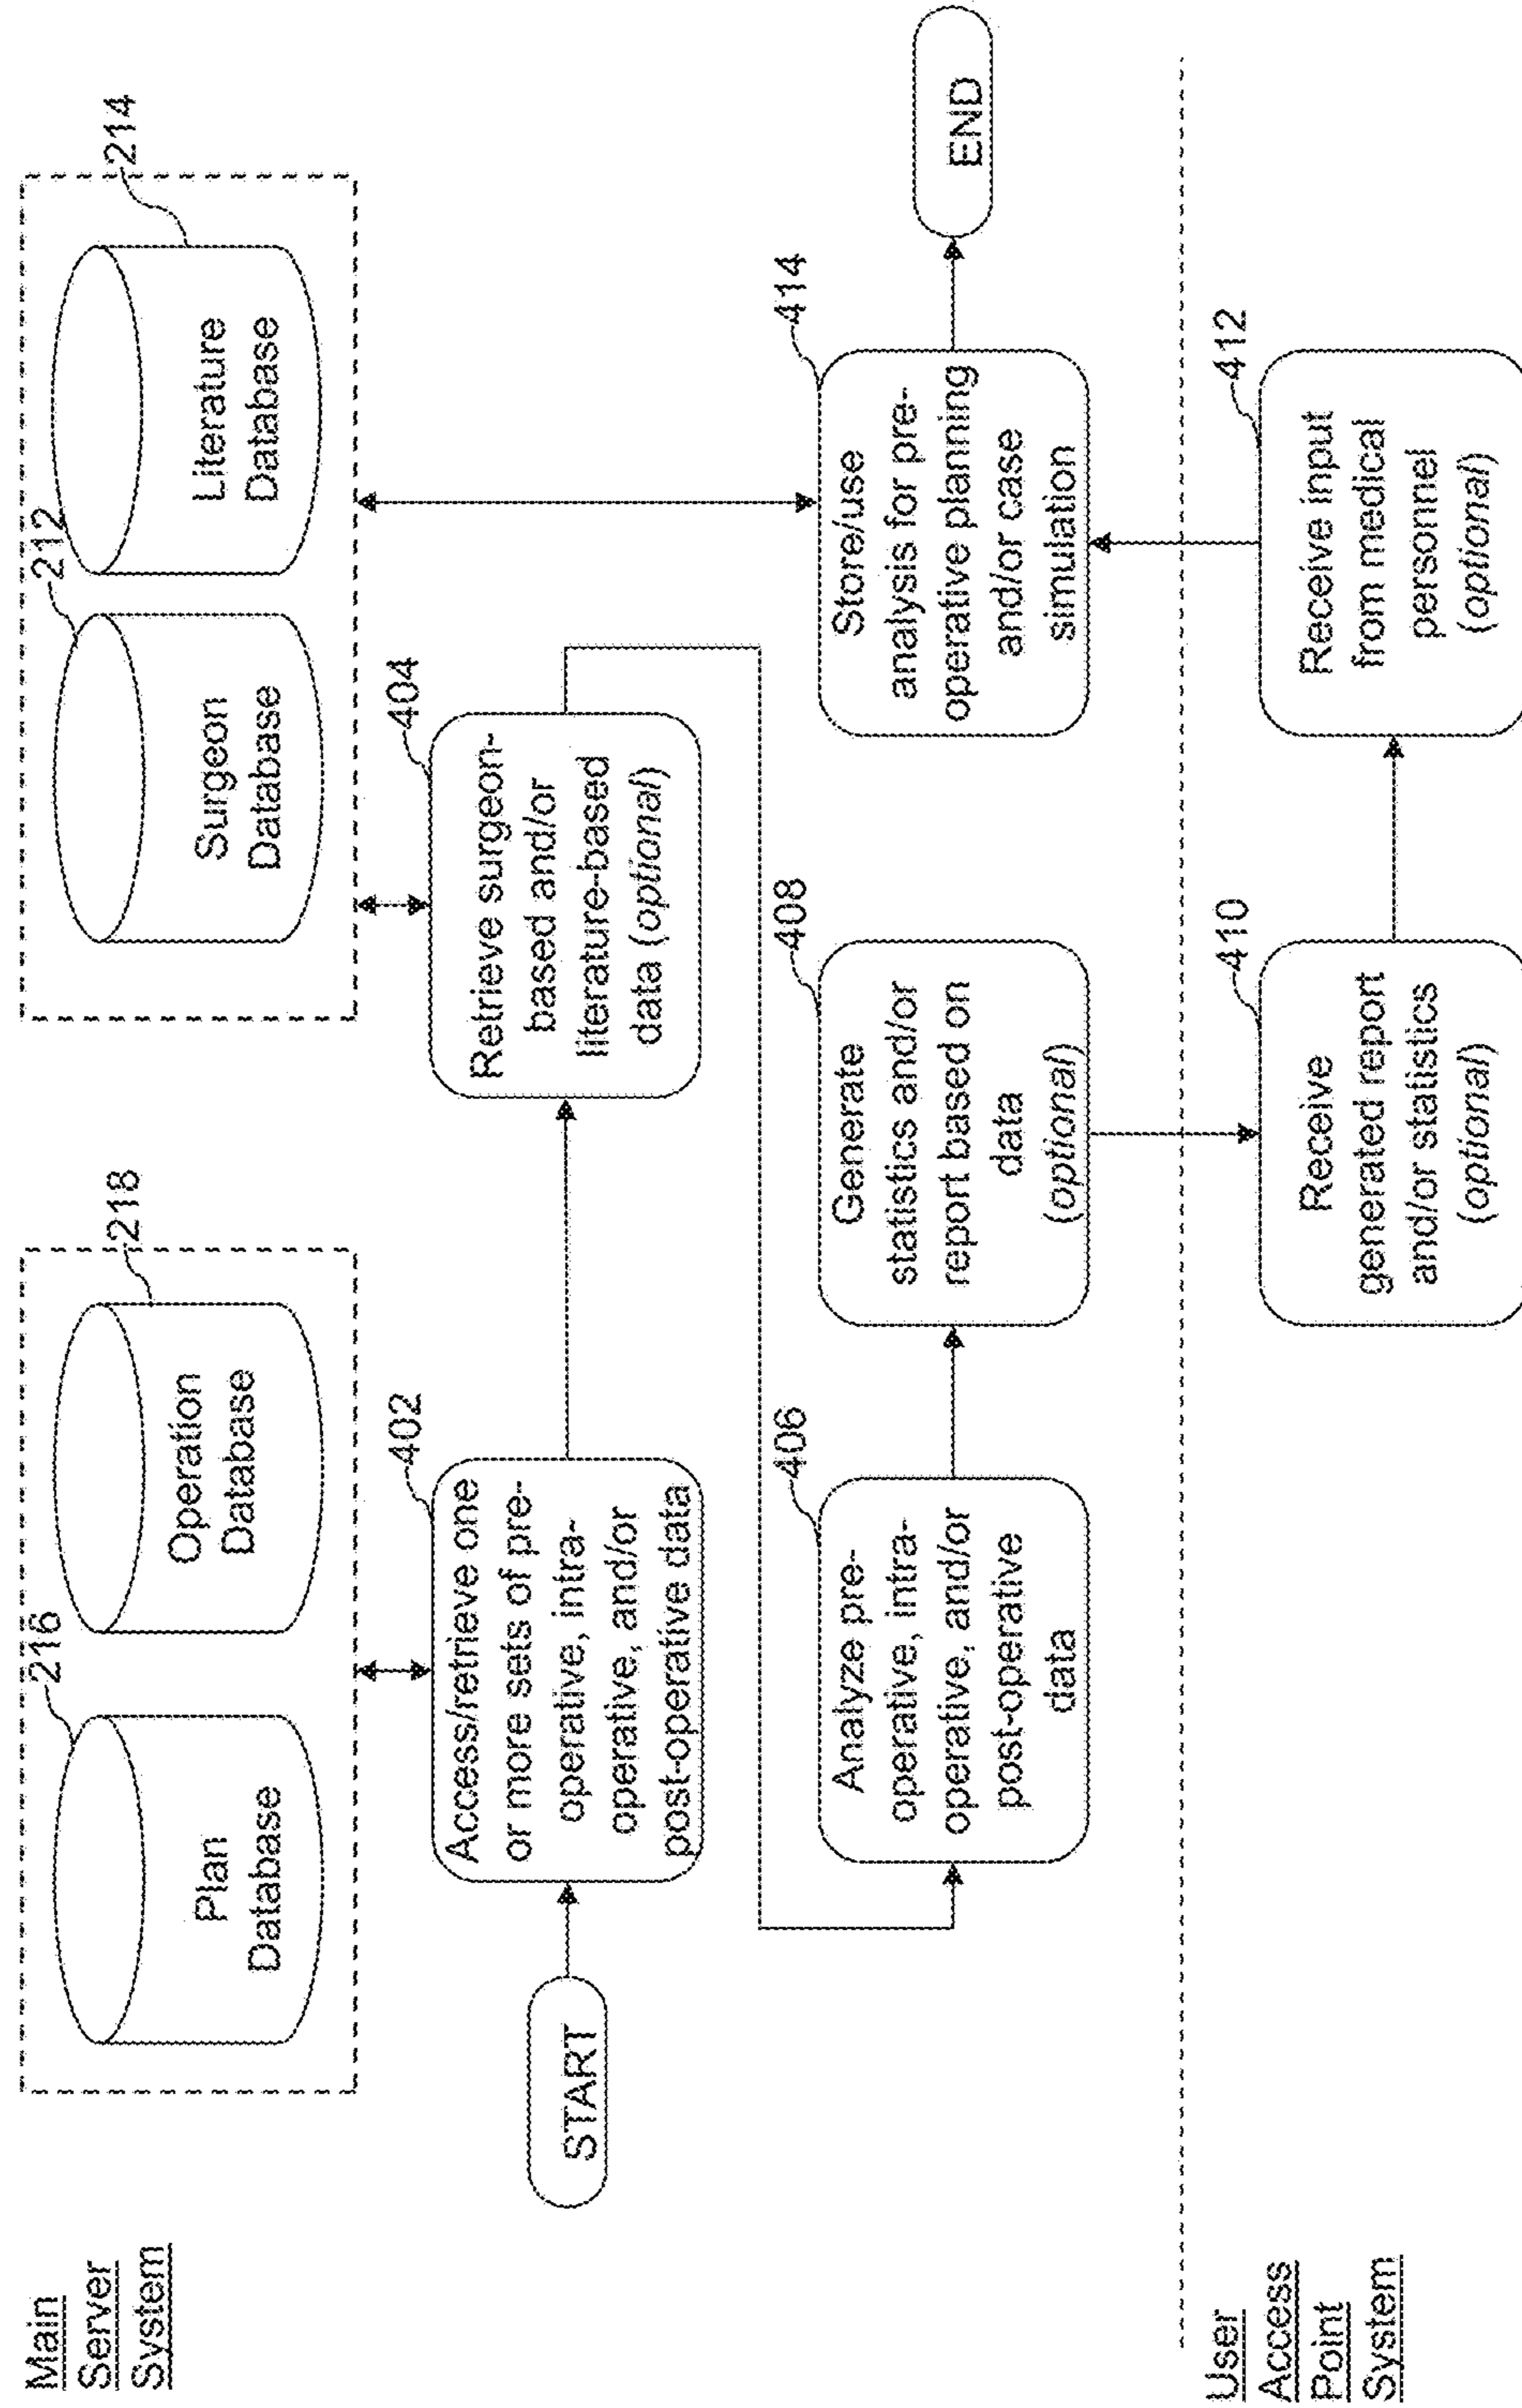 Main
Server
System
216
218
Plan
Database
Operation
Database
212
214
Surgeon
Database
Literature
Database
START
402
Access/retrieve one
or more sets of pre-
operative, intra-
operative, and/or
post-operative data
404
Retrieve surgeon-
based and/or
literature-based
data (optional)
406
Analyze pre-
operative, intra-
operative, and/or
post-operative
data
408
Generate
statistics and/or
report based on
data
(optional)
414
Store/use
analysis for pre-
operative planning
and/or case
simulation
END
User
Access
Point
System
410
Receive
generated report
and/or statistics
(optional)
412
Receive input
from medical
personnel
(optional)